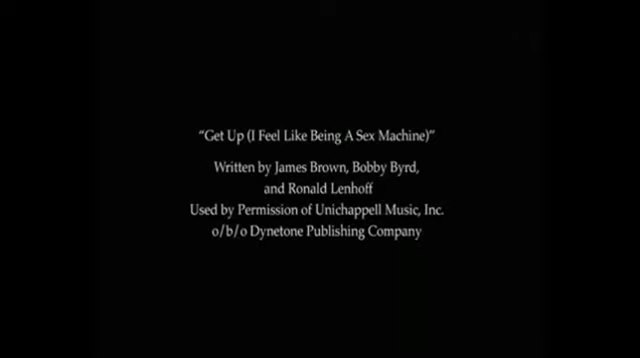 “Get Up (I Feel Like Being A Sex Machine)”
Written by James Brown, Bobby Byrd,
and Ronald Lenhoff
Used by Permission of Unichappell Music, Inc.
o/b/o Dynetone Publishing Company